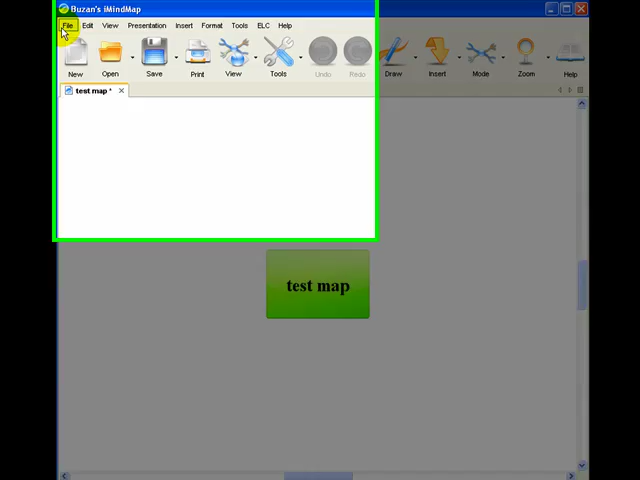 Buzan's iMindMap
File Edit View Presentation Insert Format Tools ELC Help
New Open Save Print View Tools Undo Redo Draw Insert Mode Zoom Help
test map *
test map